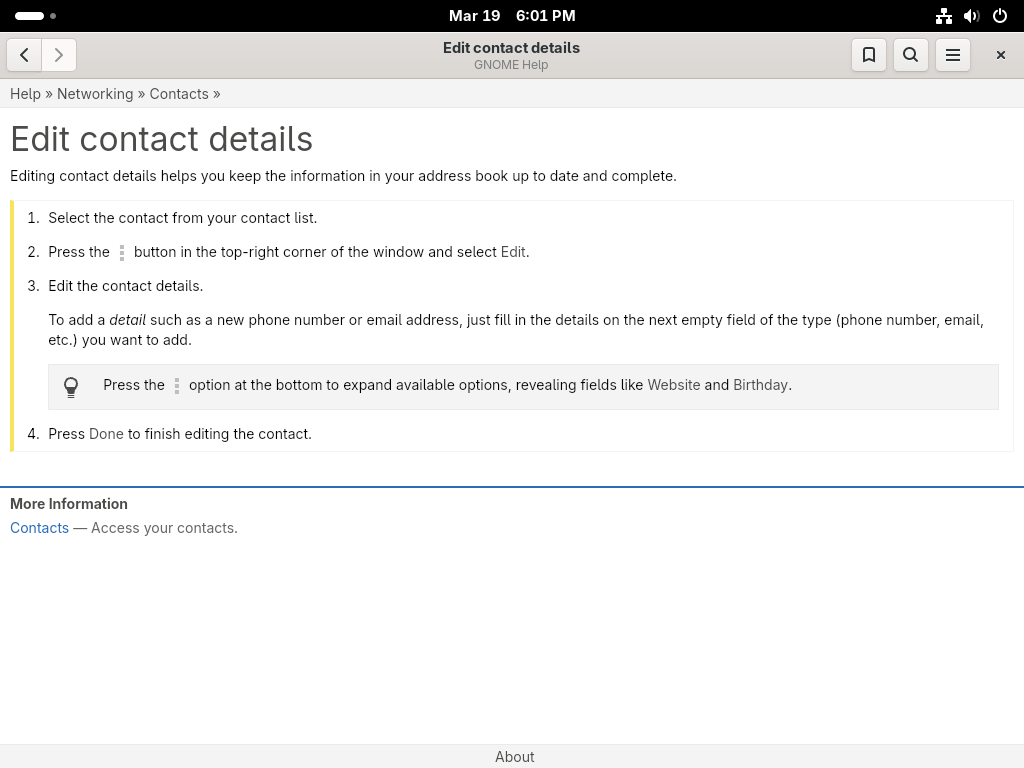 Mar 19 6:01 PM
Edit contact details
GNOME Help
Help » Networking » Contacts »
Edit contact details
Editing contact details helps you keep the information in your address book up to date and complete.
1. Select the contact from your contact list.
2. Press the button in the top-right corner of the window and select Edit.
3. Edit the contact details.
To add a detail such as a new phone number or email address, just fill in the details on the next empty field of the type (phone number, email,
etc.) you want to add.
Press the option at the bottom to expand available options, revealing fields like Website and Birthday.
4. Press Done to finish editing the contact.
More Information
Contacts — Access your contacts.
About